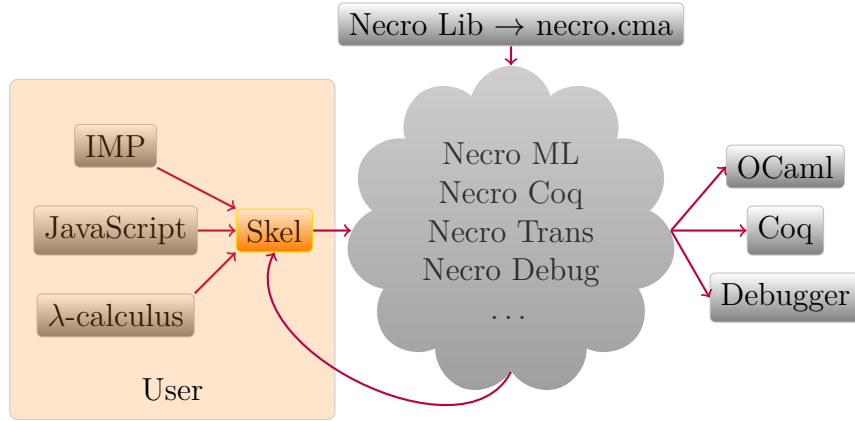 Necro Lib → necro.cma
IMP
JavaScript
λ-calculus
Skel
User
Necro ML
Necro Coq
Necro Trans
Necro Debug
...
OCaml
Coq
Debugger